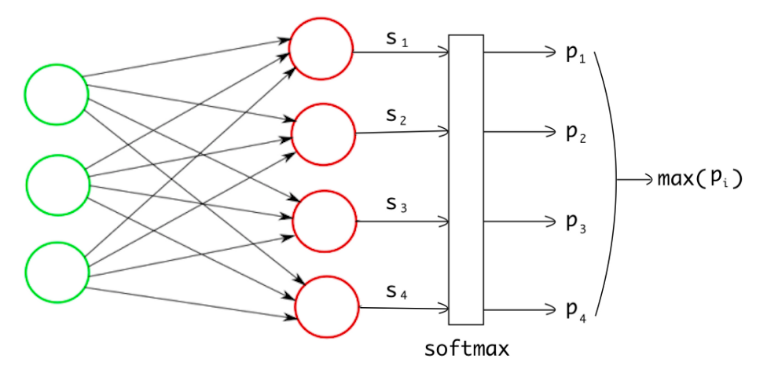 s₁
p₁
s₂
p₂
max(pᵢ)
s₃
p₃
s₄
p₄
softmax